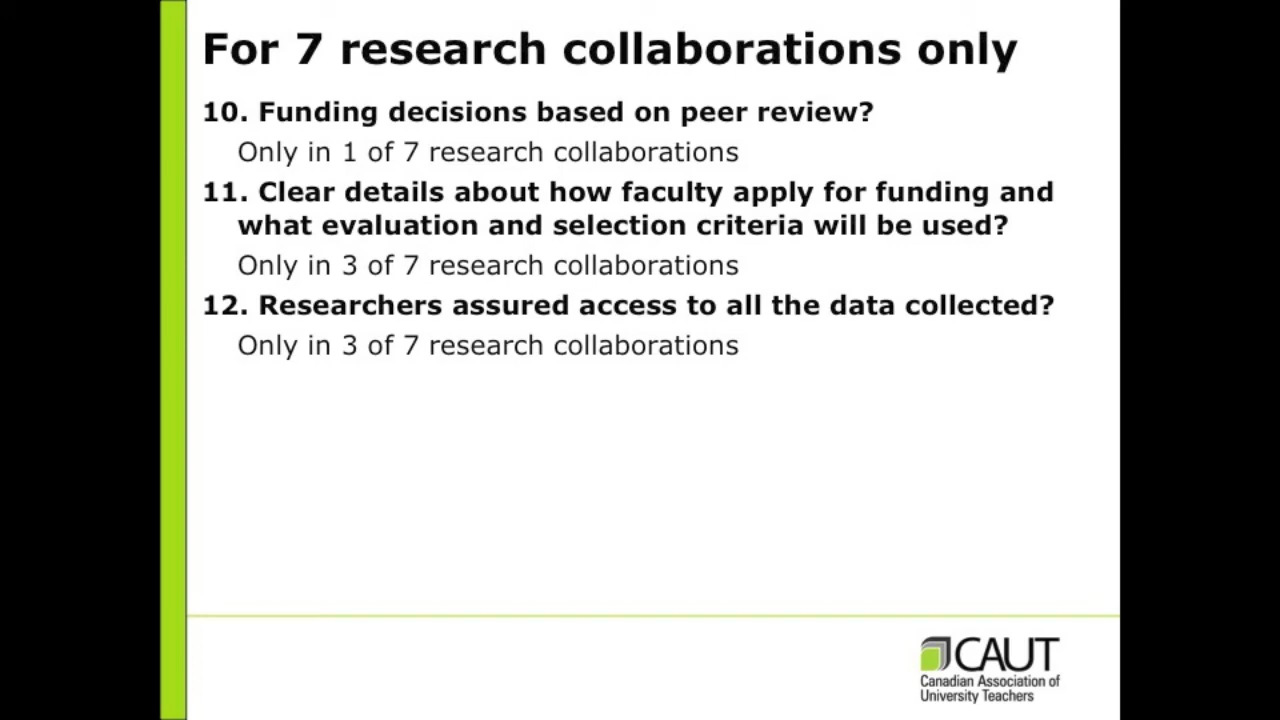 For 7 research collaborations only
10. Funding decisions based on peer review?
Only in 1 of 7 research collaborations
11. Clear details about how faculty apply for funding and
what evaluation and selection criteria will be used?
Only in 3 of 7 research collaborations
12. Researchers assured access to all the data collected?
Only in 3 of 7 research collaborations
CAUT
Canadian Association of
University Teachers